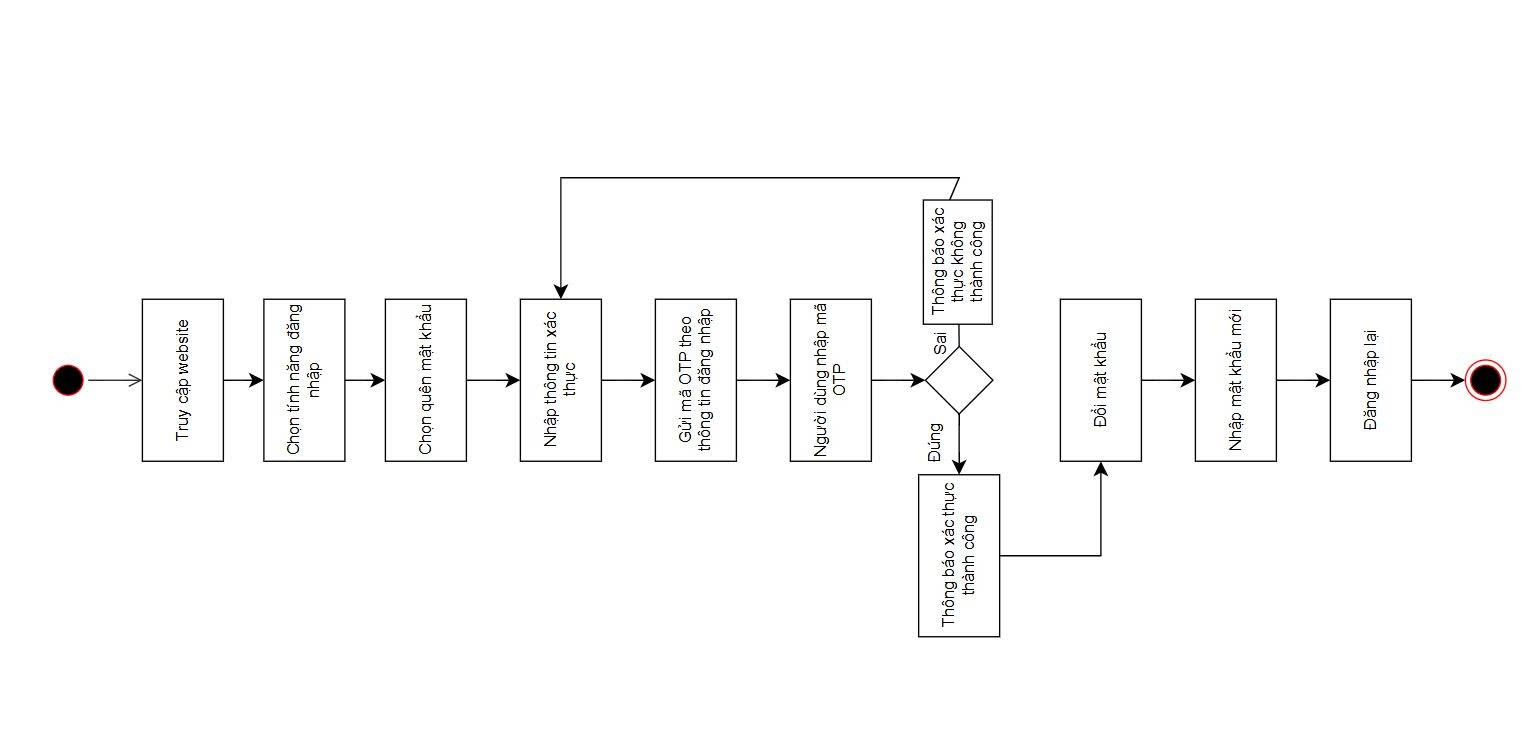 Truy cập website
Chọn tính năng đăng
nhập
Chọn quên mật khẩu
Nhập thông tin xác
thực
Gửi mã OTP theo
thông tin đăng nhập
Người dùng nhập mã
OTP
Sai
Thông báo xác
thực không
thành công
Đúng
Thông báo xác thực
thành công
Đổi mật khẩu
Nhập mật khẩu mới
Đăng nhập lại